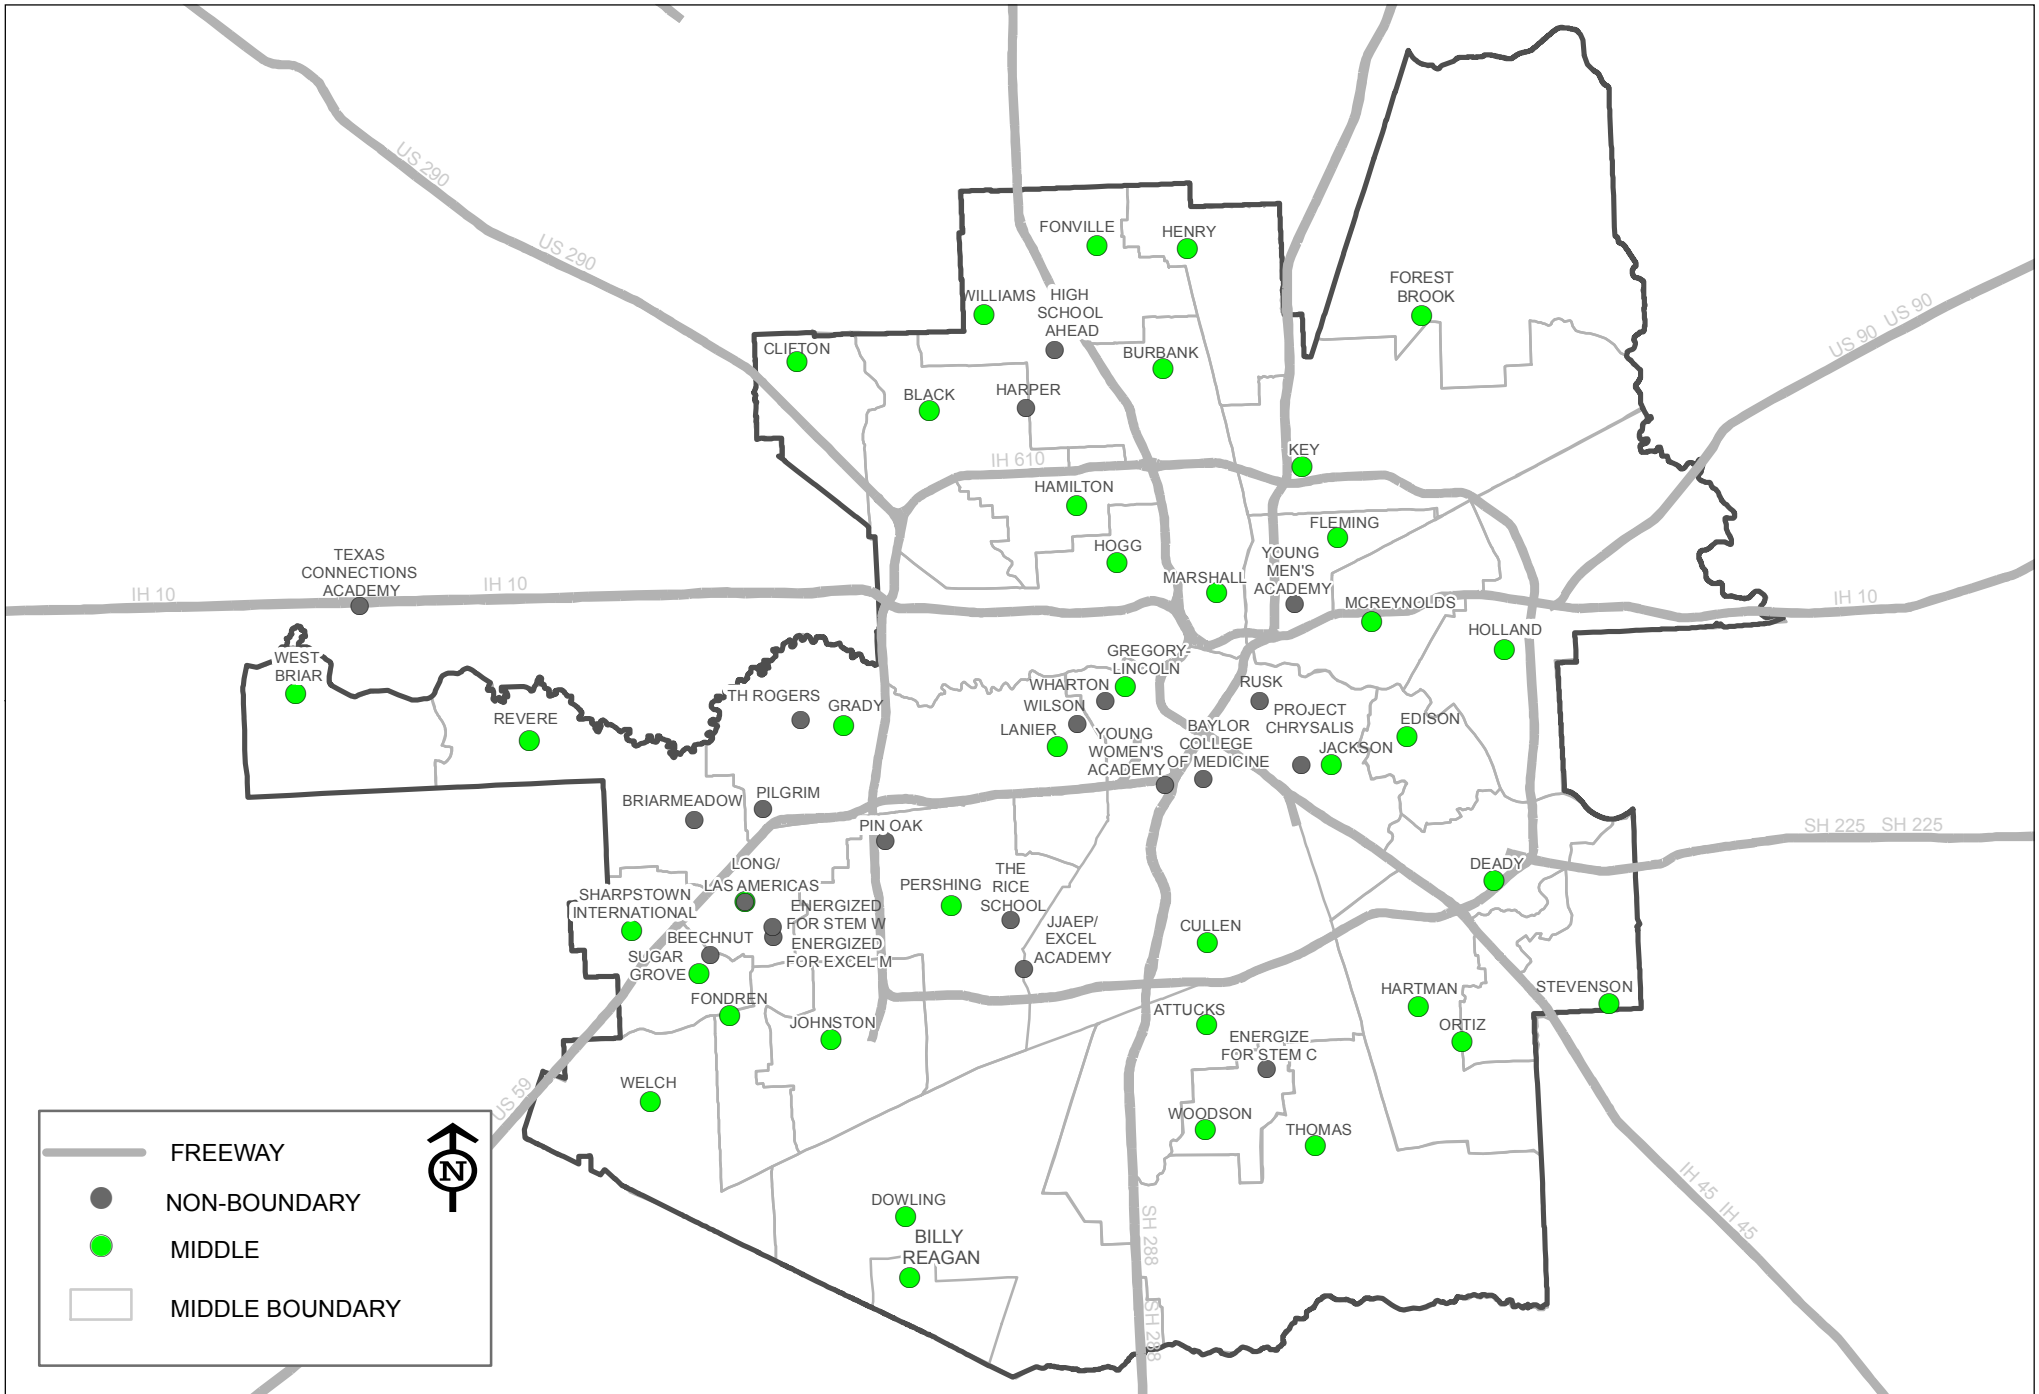 US 290
US 290
FONVILLE
HENRY
WILLIAMS
HIGH
SCHOOL
AHEAD
FOREST
BROOK
US 90 US 90
CLIFTON
BURBANK
BLACK
HARPER
IH 610
KEY
HAMILTON
FLEMING
HOGG
YOUNG
MEN'S
ACADEMY
TEXAS
CONNECTIONS
ACADEMY
IH 10
IH 10
MARSHALL
MCREYNOLDS
IH 10
HOLLAND
WEST
BRIAR
GREGORY-
LINCOLN
REVERE
TH ROGERS
GRADY
WHARTON
WILSON
LANIER
RUSK
PROJECT
CHRYSALIS
EDISON
YOUNG
WOMEN'S
ACADEMY
BAYLOR
COLLEGE
OF MEDICINE
JACKSON
BRIARMEADOW
PILGRIM
PIN OAK
SH 225 SH 225
LONG/
LAS AMERICAS
PERSHING
THE
RICE
SCHOOL
DEADY
SHARPSTOWN
INTERNATIONAL
ENERGIZED
FOR STEM W
ENERGIZED
FOR EXCEL M
BEECHNUT
SUGAR
GROVE
JJAEP/
EXCEL
ACADEMY
CULLEN
FONDREN
JOHNSTON
ATTUCKS
ENERGIZE
FOR STEM C
HARTMAN
ORTIZ
STEVENSON
WELCH
US 59
WOODSON
THOMAS
IH 45 IH 45
DOWLING
BILLY
REAGAN
SH 288
SH 288
FREEWAY
N
NON-BOUNDARY
MIDDLE
MIDDLE BOUNDARY